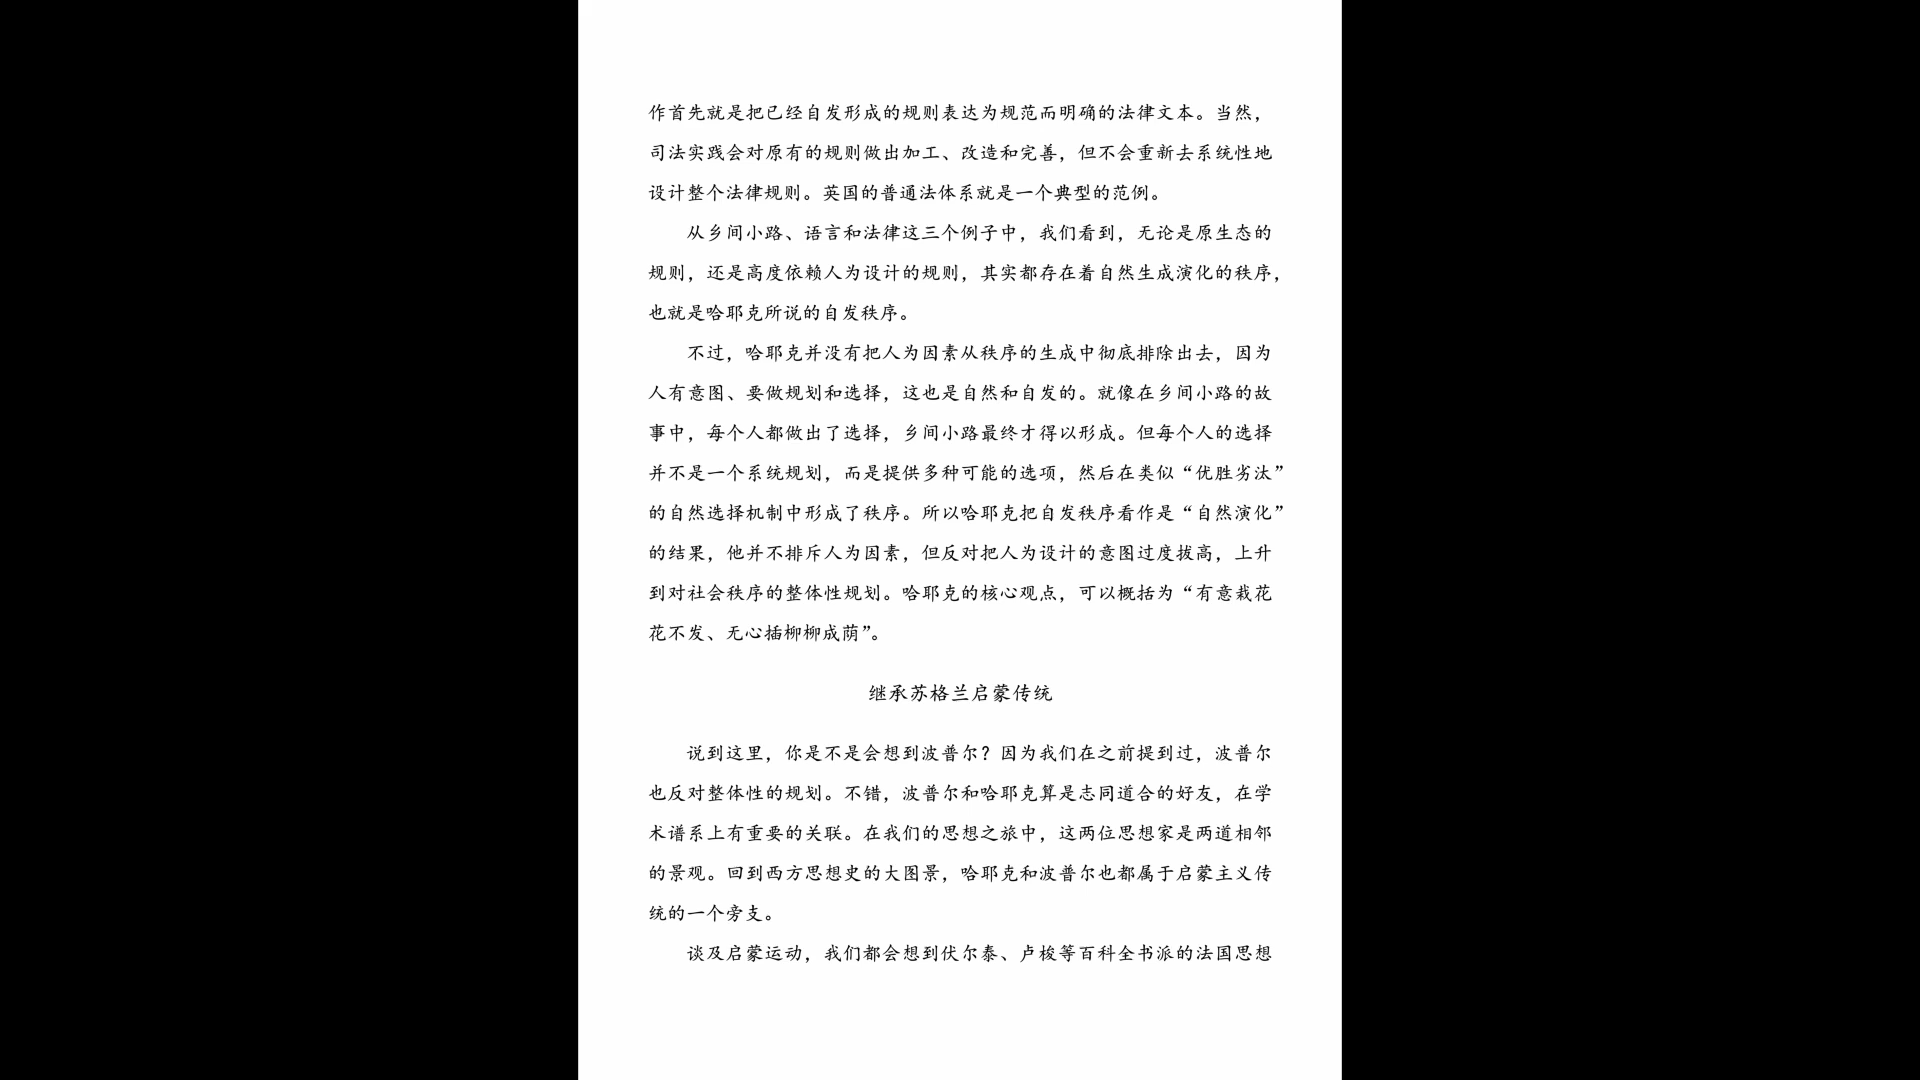 作首先就是把已经自发形成的规则表达为规范而明确的法律文本。当然，
司法实践会对原有的规则做出加工、改造和完善，但不会重新去系统性地
设计整个法律规则。英国的普通法体系就是一个典型的范例。
从乡间小路、语言和法律这三个例子中，我们看到，无论是原生态的
规则，还是高度依赖人为设计的规则，其实都存在着自然生成演化的秩序，
也就是哈耶克所说的自发秩序。
不过，哈耶克并没有把人为因素从秩序的生成中彻底排除出去，因为
人有意图、要做规划和选择，这也是自然和自发的。就像在乡间小路的故
事中，每个人都做出了选择，乡间小路最终才得以形成。但每个人的选择
并不是一个系统规划，而是提供多种可能的选项，然后在类似“优胜劣汰”
的自然选择机制中形成了秩序。所以哈耶克把自发秩序看作是“自然演化”
的结果，他并不排斥人为因素，但反对把人为设计的意图过度拔高，上升
到对社会秩序的整体性规划。哈耶克的核心观点，可以概括为“有意栽花
花不发、无心插柳柳成荫”。
继承苏格兰启蒙传统
说到这里，你是不是会想到波普尔？因为我们在之前提到过，波普尔
也反对整体性的规划。不错，波普尔和哈耶克算是志同道合的好友，在学
术谱系上有重要的关联。在我们的思想之旅中，这两位思想家是两道相邻
的景观。回到西方思想史的大图景，哈耶克和波普尔也都属于启蒙主义传
统的一个旁支。
谈及启蒙运动，我们都会想到伏尔泰、卢梭等百科全书派的法国思想